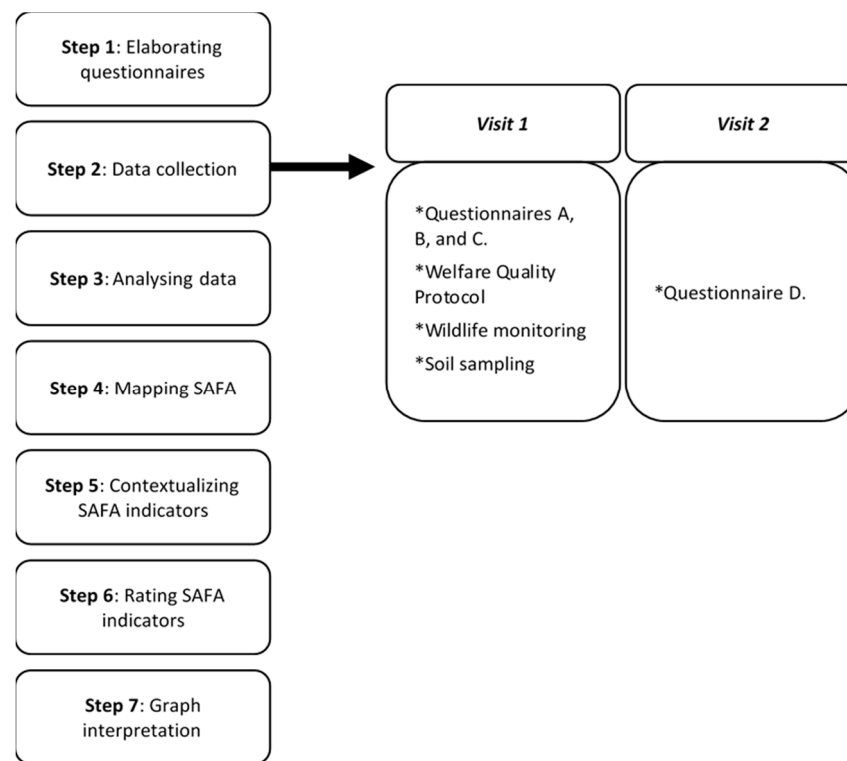 Step 1: Elaborating
questionnaires
Step 2: Data collection
Step 3: Analysing data
Step 4: Mapping SAFA
Step 5: Contextualizing
SAFA indicators
Step 6: Rating SAFA
indicators
Step 7: Graph
interpretation
Visit 1
*Questionnaires A,
B, and C.
*Welfare Quality
Protocol
*Wildlife monitoring
*Soil sampling
Visit 2
*Questionnaire D.